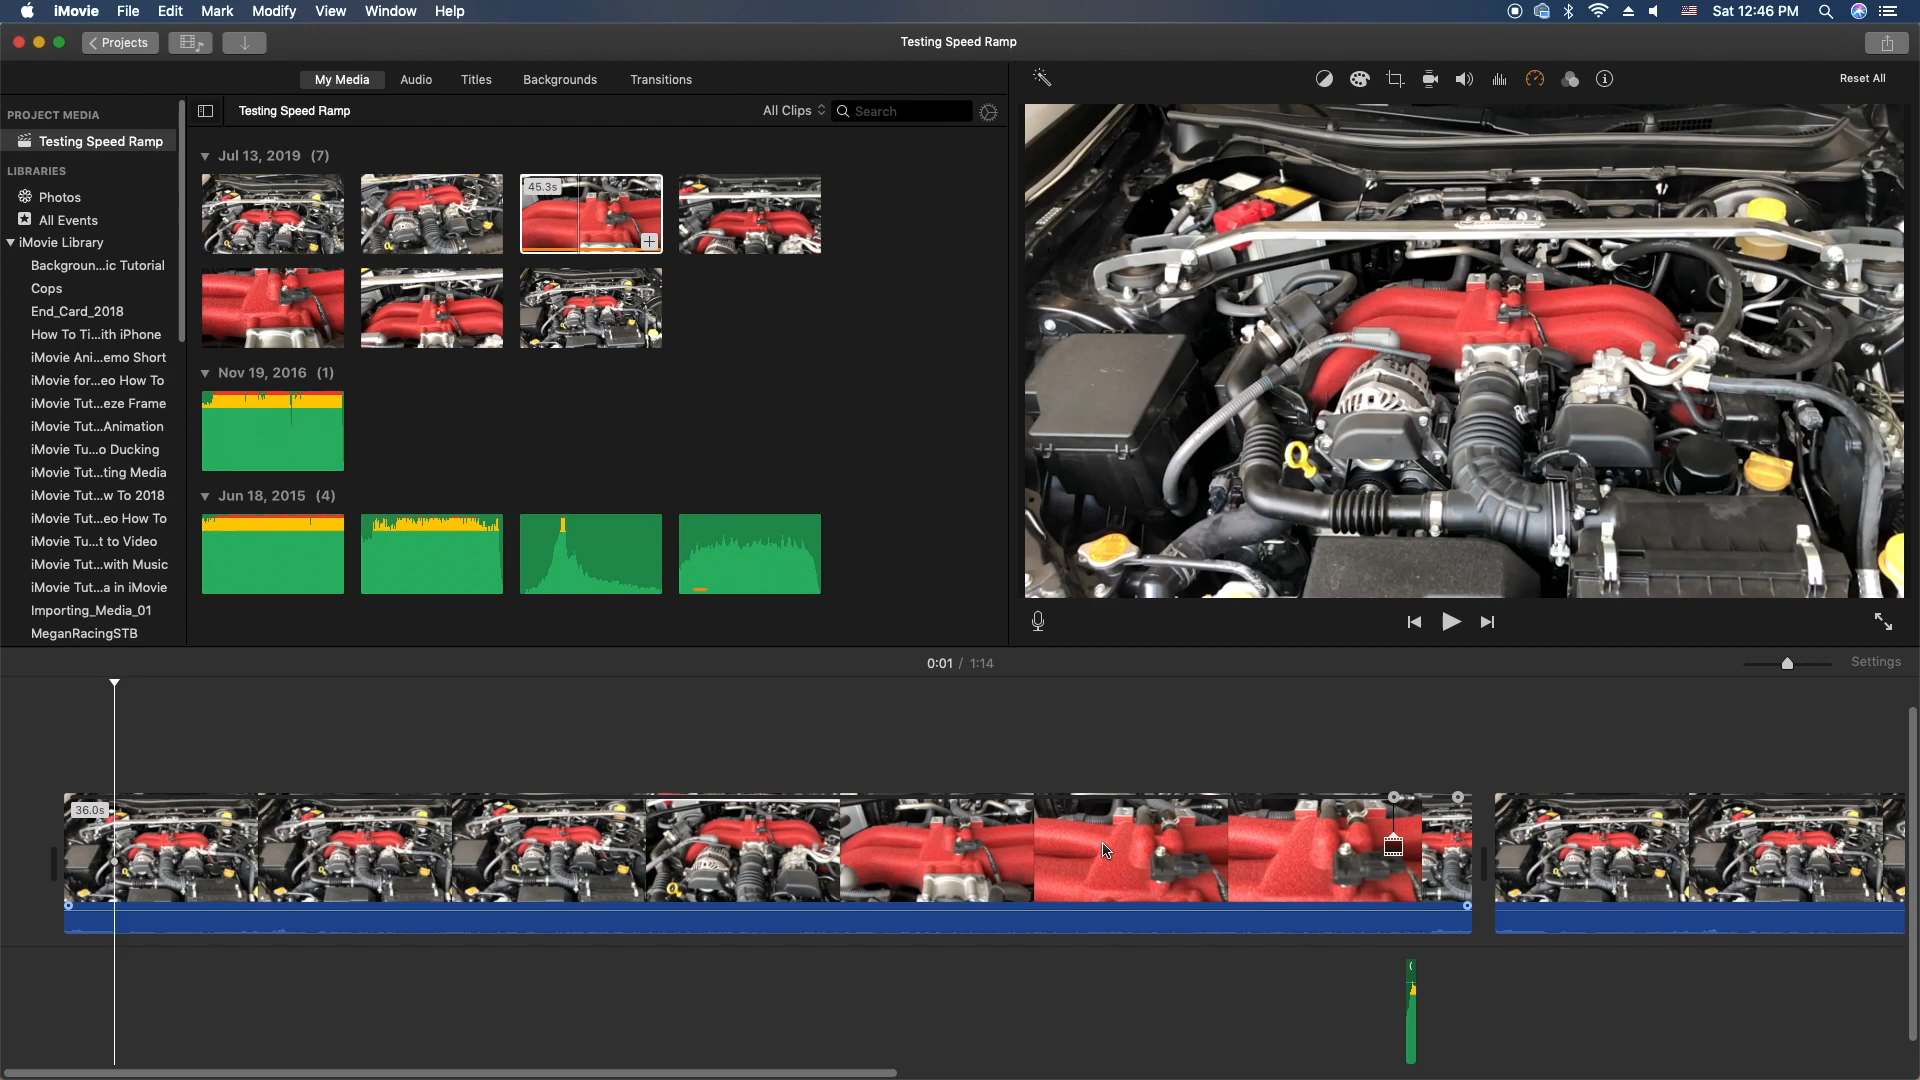 iMovie File Edit Mark Modify View Window Help
Sat 12:46 PM
Projects
Testing Speed Ramp
My Media Audio Titles Backgrounds Transitions
Reset All
PROJECT MEDIA
Testing Speed Ramp
LIBRARIES
Photos
All Events
iMovie Library
Backgroun...ic Tutorial
Cops
End_Card_2018
How To Ti...ith iPhone
iMovie Ani...emo Short
iMovie for...eo How To
iMovie Tut...eze Frame
iMovie Tut...Animation
iMovie Tu...o Ducking
iMovie Tut...ting Media
iMovie Tut...w To 2018
iMovie Tut...eo How To
iMovie Tu...t to Video
iMovie Tut...with Music
iMovie Tut...a in iMovie
Importing_Media_01
MeganRacingSTB
Testing Speed Ramp
All Clips
Search
Jul 13, 2019 (7)
45.3s
Nov 19, 2016 (1)
Jun 18, 2015 (4)
0:01 / 1:14
Settings
36.0s
(